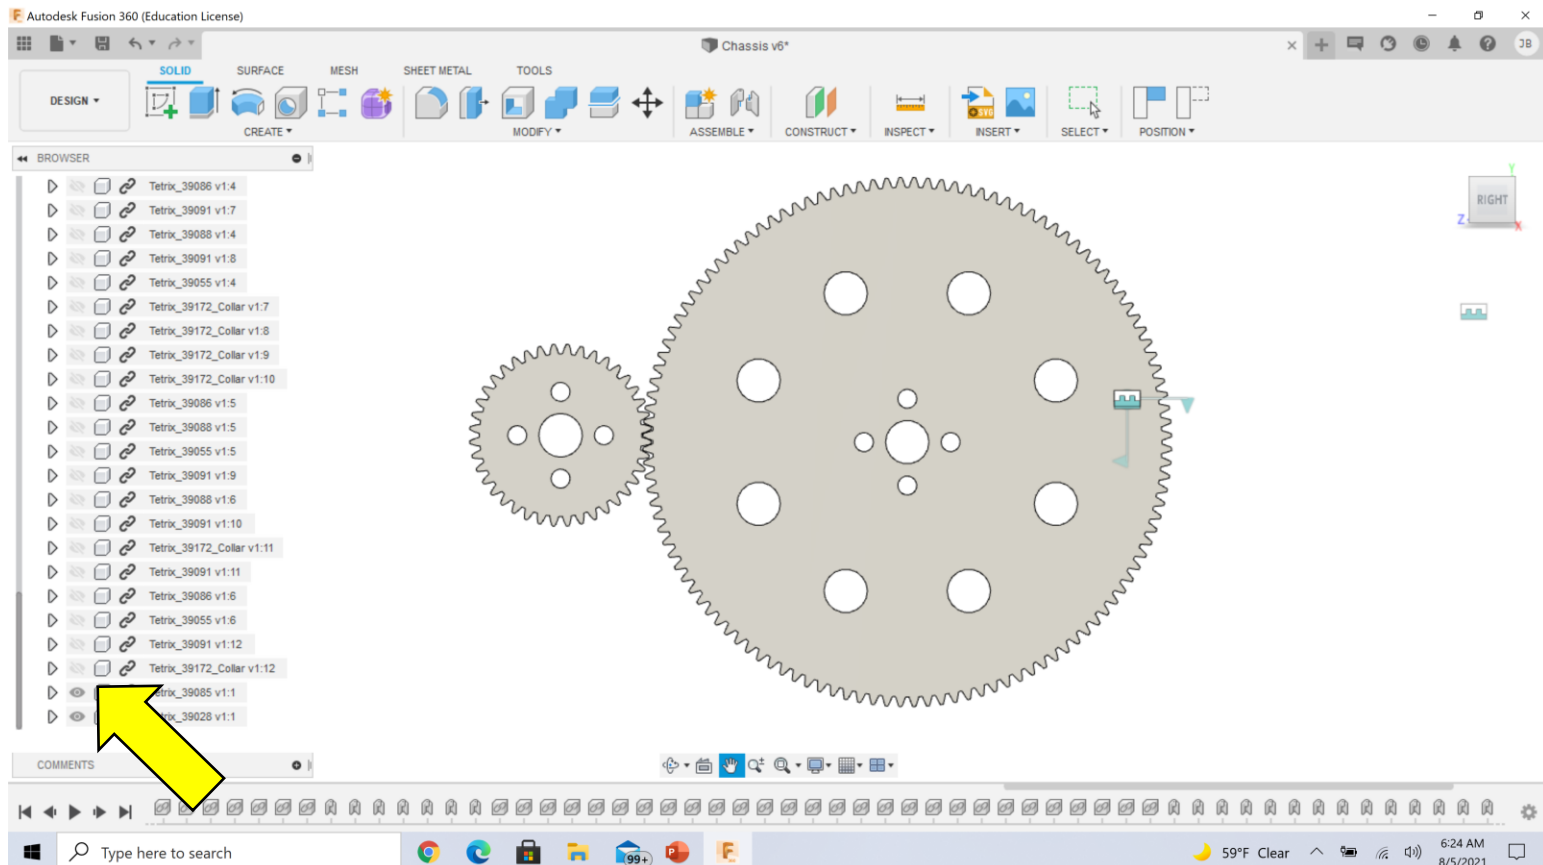 Autodesk Fusion 360 (Education License)
Chassis v6*
JB
SOLID SURFACE MESH SHEET METAL TOOLS
DESIGN
CREATE MODIFY ASSEMBLE CONSTRUCT INSPECT INSERT SELECT POSITION
SVG
BROWSER
Tetrix_39086 v1:4
Tetrix_39091 v1:7
Tetrix_39088 v1:4
Tetrix_39091 v1:8
Tetrix_39055 v1:4
Tetrix_39172_Collar v1:7
Tetrix_39172_Collar v1:8
Tetrix_39172_Collar v1:9
Tetrix_39172_Collar v1:10
Tetrix_39086 v1:5
Tetrix_39088 v1:5
Tetrix_39055 v1:5
Tetrix_39091 v1:9
Tetrix_39088 v1:6
Tetrix_39091 v1:10
Tetrix_39172_Collar v1:11
Tetrix_39091 v1:11
Tetrix_39086 v1:6
Tetrix_39055 v1:6
Tetrix_39091 v1:12
Tetrix_39172_Collar v1:12
Tetrix_39085 v1:1
Tetrix_39028 v1:1
Y
RIGHT
Z X
COMMENTS
Type here to search
99+
59°F Clear
6:24 AM
8/5/2021